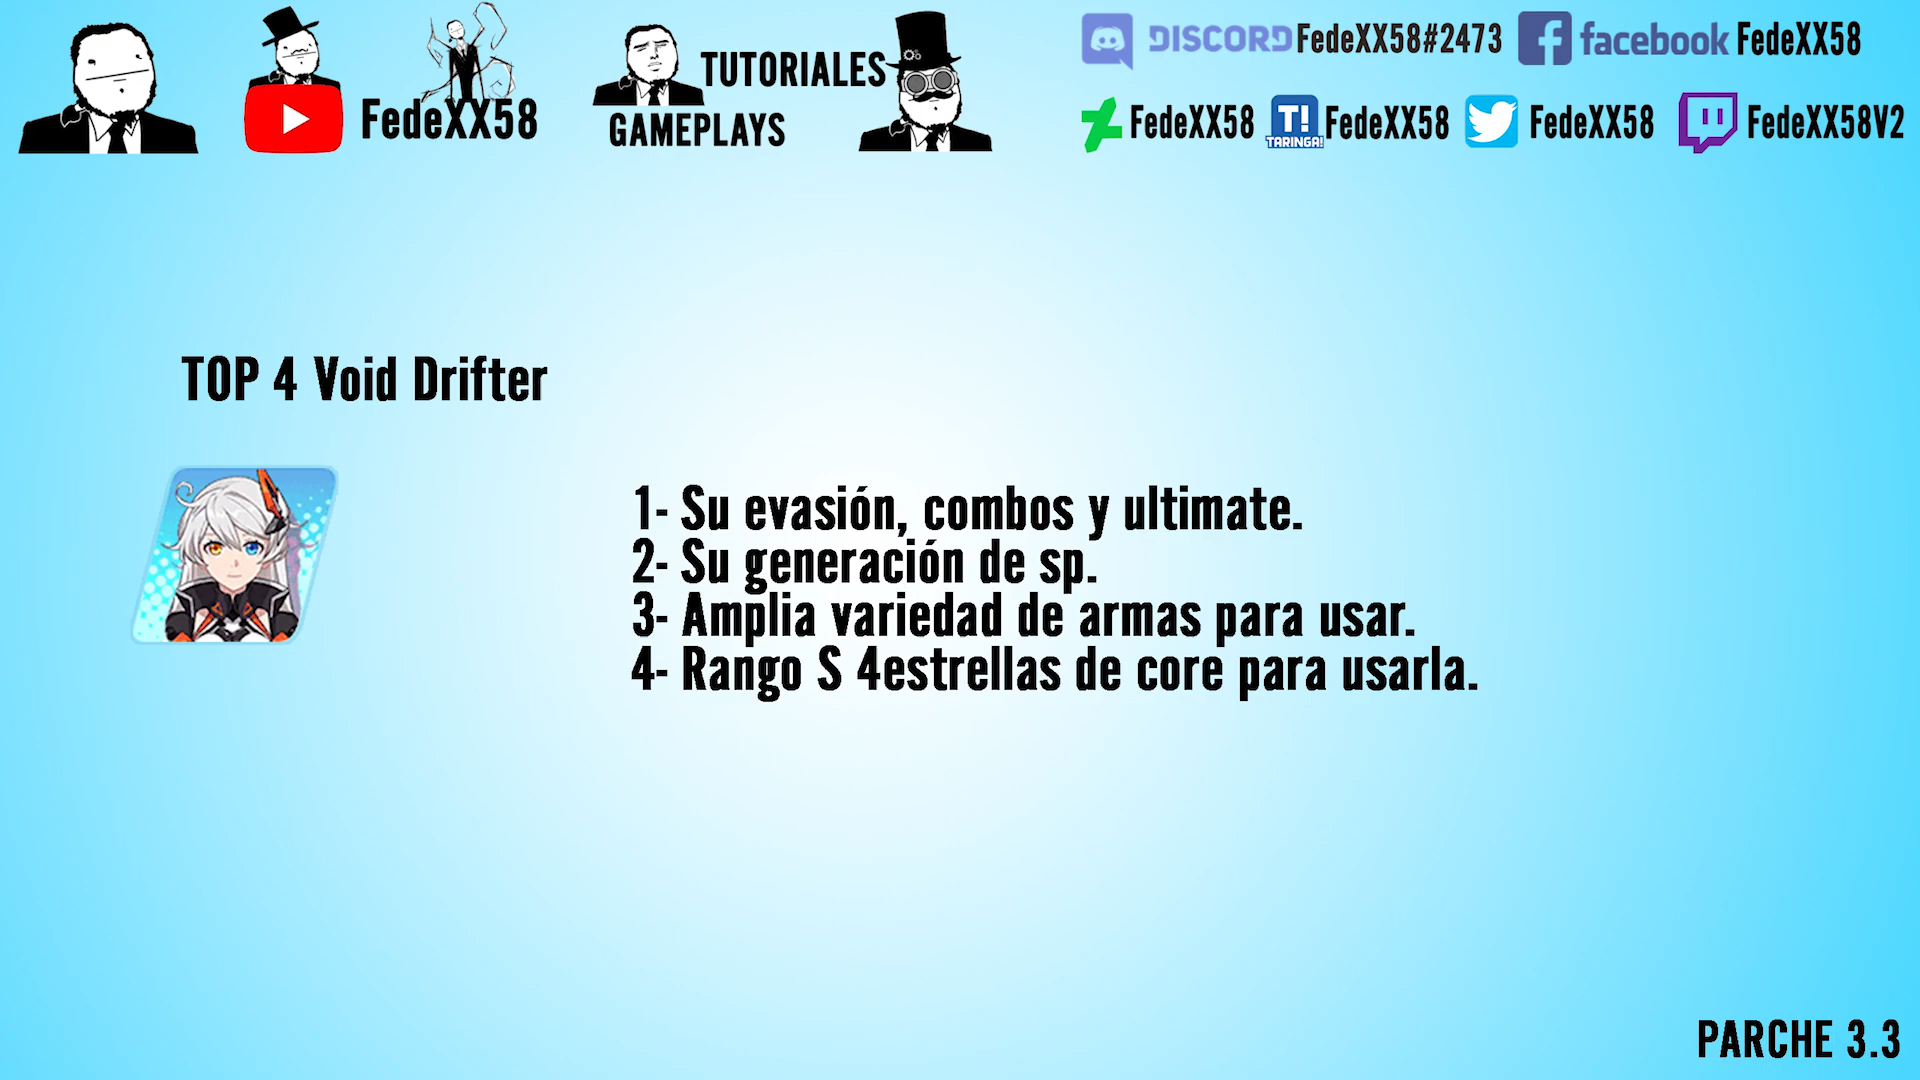 DISCORD FedeXX58#2473 facebook FedeXX58
FedeXX58
TUTORIALES
GAMEPLAYS
FedeXX58 T! TARINGA! FedeXX58 FedeXX58 FedeXX58V2
TOP 4 Void Drifter
1- Su evasión, combos y ultimate.
2- Su generación de sp.
3- Amplia variedad de armas para usar.
4- Rango S 4estrellas de core para usarla.
PARCHE 3.3